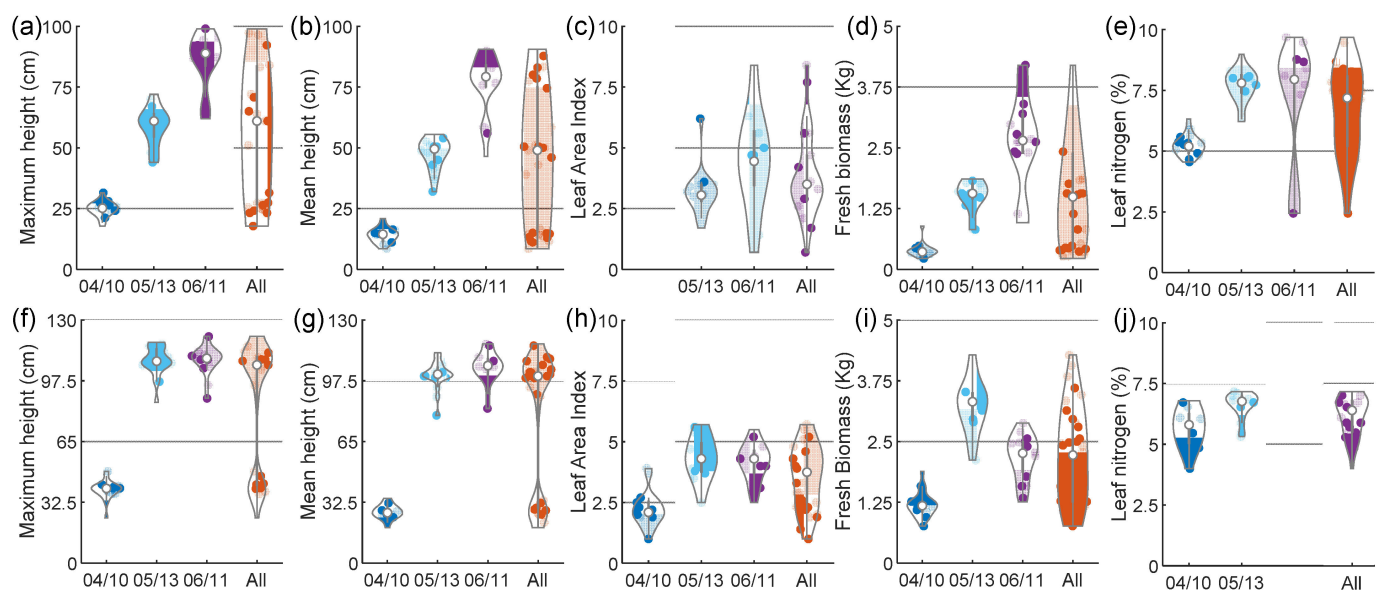 (a)
Maximum height (cm)
100
75
50
25
0
04/10 05/13 06/11 All
(b)
Mean height (cm)
100
75
50
25
0
04/10 05/13 06/11 All
(c)
Leaf Area Index
10
7.5
5
2.5
0
05/13 06/11 All
(d)
Fresh biomass (Kg)
5
3.75
2.5
1.25
0
04/10 05/13 06/11 All
(e)
Leaf nitrogen (%)
10
7.5
5
2.5
0
04/10 05/13 06/11 All
(f)
Maximum height (cm)
130
97.5
65
32.5
0
04/10 05/13 06/11 All
(g)
Mean height (cm)
130
97.5
65
32.5
0
04/10 05/13 06/11 All
(h)
Leaf Area Index
10
7.5
5
2.5
0
04/10 05/13 06/11 All
(i)
Fresh Biomass (Kg)
5
3.75
2.5
1.25
0
04/10 05/13 06/11 All
(j)
Leaf nitrogen (%)
10
7.5
5
2.5
0
04/10 05/13 All